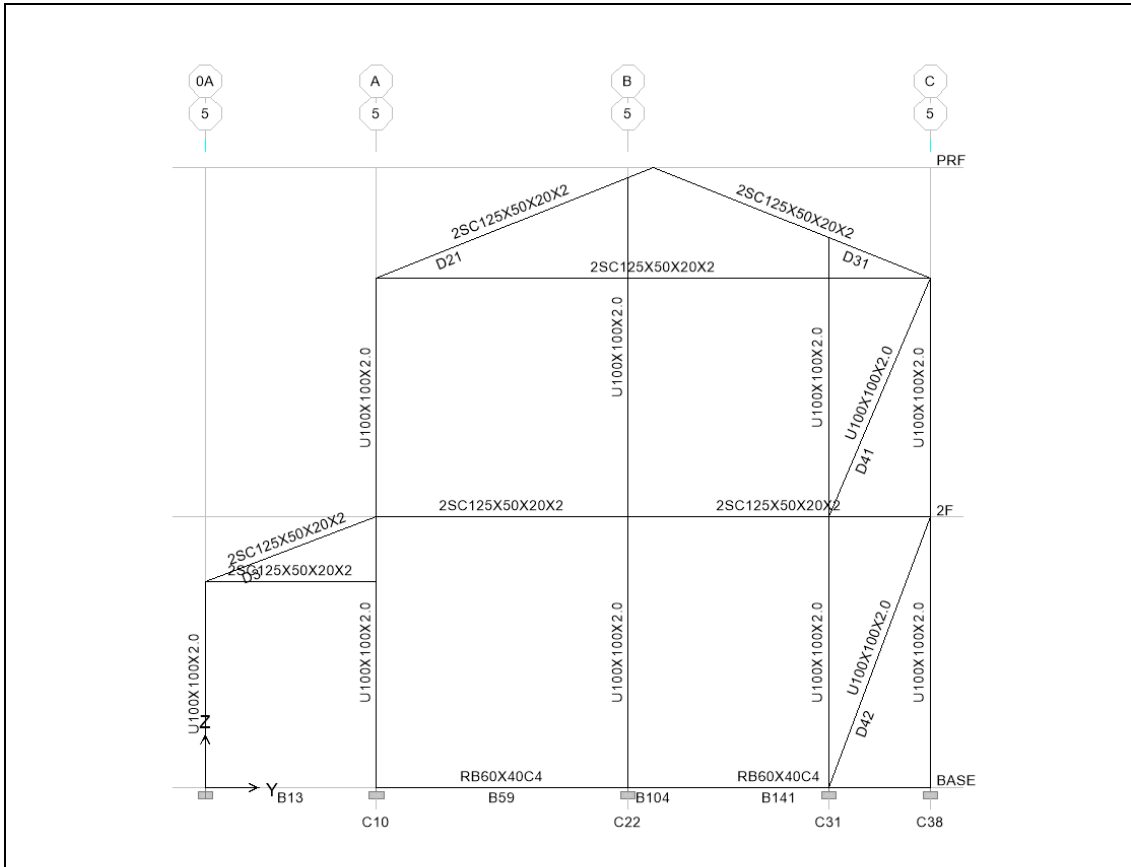 0A A B C
5 5 5 5
PRF
2SC125X50X20X2 2SC125X50X20X2
D21 D31
2SC125X50X20X2
U100X100X2.0 U100X100X2.0 U100X100X2.0 U100X100X2.0 U100X100X2.0
D41
2SC125X50X20X2 2SC125X50X20X2 2F
2SC125X50X20X2
D3
2SC125X50X20X2
U100X100X2.0 U100X100X2.0 U100X100X2.0 U100X100X2.0 U100X100X2.0 U100X100X2.0
D42
Z
RB60X40C4 RB60X40C4 BASE
Y
B13 B59 B104 B141
C10 C22 C31 C38